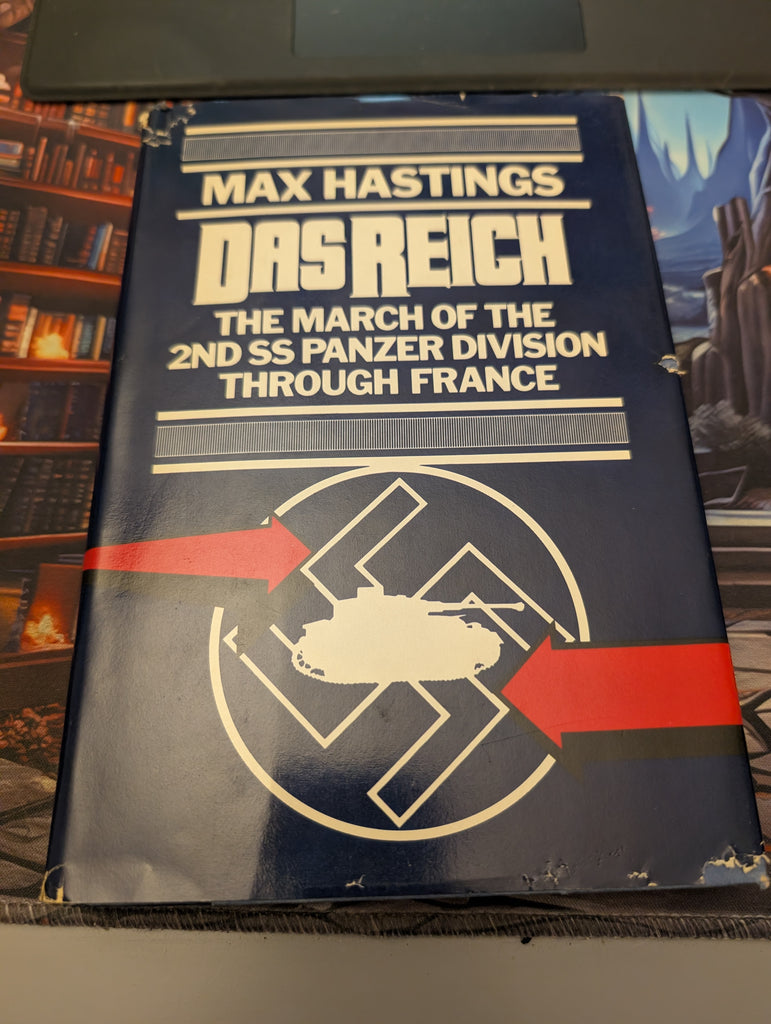 MAX HASTINGS
DAS REICH
THE MARCH OF THE
2ND SS PANZER DIVISION
THROUGH FRANCE